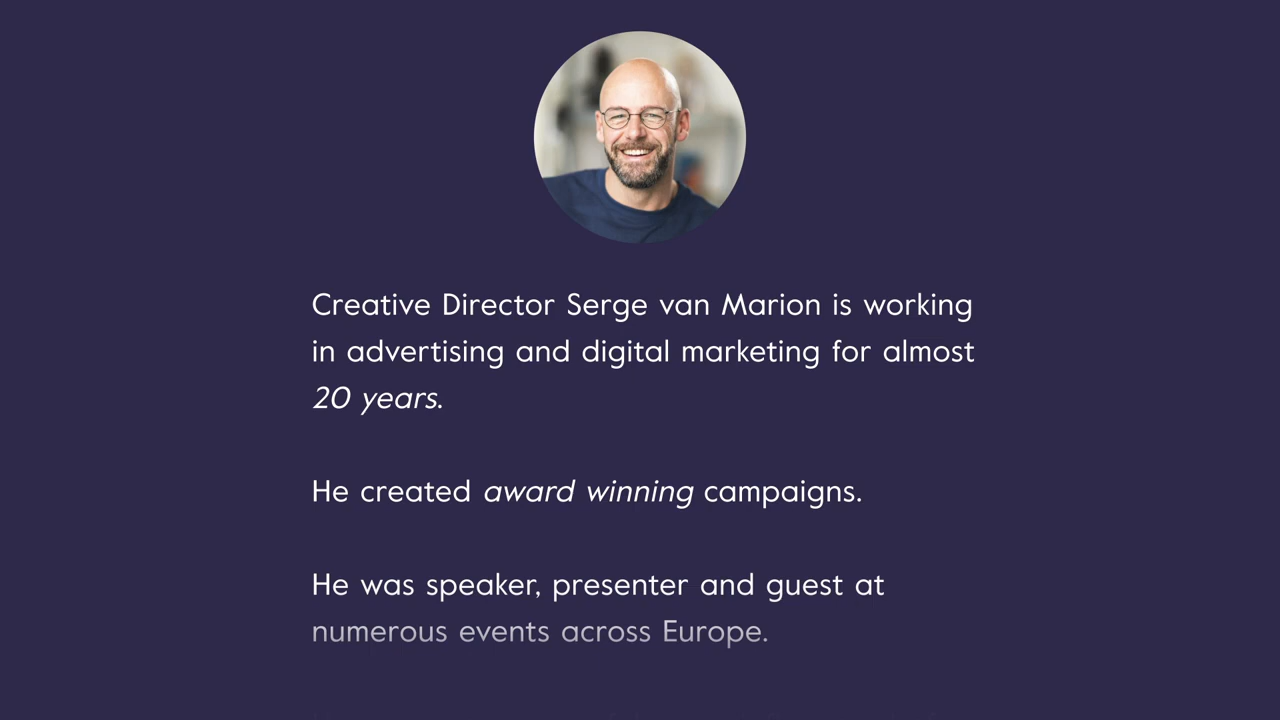 Creative Director Serge van Marion is working
in advertising and digital marketing for almost
20 years.
He created award winning campaigns.
He was speaker, presenter and guest at
numerous events across Europe.